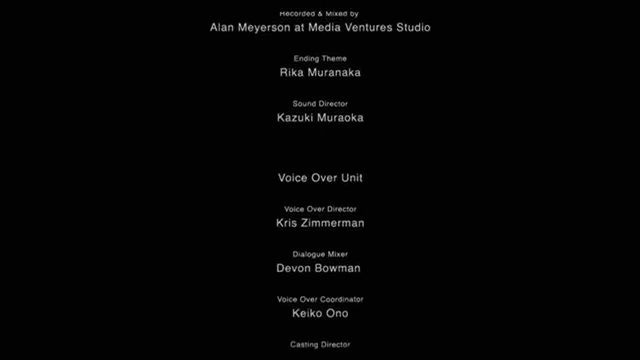 Recorded & Mixed by
Alan Meyerson at Media Ventures Studio
Ending Theme
Rika Muranaka
Sound Director
Kazuki Muraoka
Voice Over Unit
Voice Over Director
Kris Zimmerman
Dialogue Mixer
Devon Bowman
Voice Over Coordinator
Keiko Ono
Casting Director